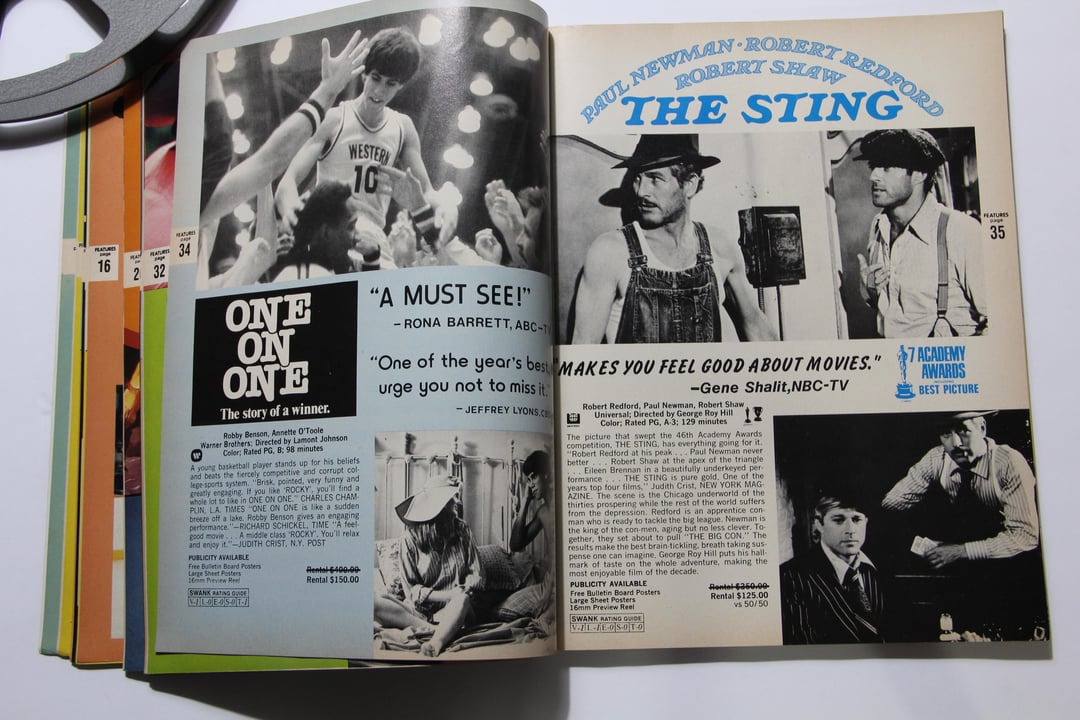 FEATURES
page
16
2
FEATURES
page
32
FEATURES
page
34
WESTERN
10
ONE
ON
ONE
The story of a winner.
"A MUST SEE!"
– RONA BARRETT, ABC-TV
"One of the year's best,
urge you not to miss it."
– JEFFREY LYONS,
Robby Benson, Annette O'Toole
Warner Brothers; Directed by Lamont Johnson
Color; Rated PG, B; 98 minutes
A young basketball player stands up for his beliefs
and beats the fiercely competitive and corrupt col-
lege-sports system. "Brisk, pointed, very funny and
greatly engaging. If you like 'ROCKY', you'll find a
whole lot to like in ONE ON ONE." CHARLES CHAM-
PLIN, L.A. TIMES "ONE ON ONE is like a sudden
breeze off a lake. Robby Benson gives an engaging
performance."—RICHARD SCHICKEL, TIME "A feel-
good movie . . . A middle class 'ROCKY'. You'll relax
and enjoy it."—JUDITH CRIST, N.Y. POST
PUBLICITY AVAILABLE
Free Bulletin Board Posters
Large Sheet Posters
16mm Preview Reel
Rental $400.00
Rental $150.00
SWANK RATING GUIDE
V-1 L-0 E-0 S-0 T-1
PAUL NEWMAN · ROBERT REDFORD
ROBERT SHAW
THE STING
FEATURES
page
35
"MAKES YOU FEEL GOOD ABOUT MOVIES."
–Gene Shalit, NBC-TV
7 ACADEMY
AWARDS
INCLUDING
BEST PICTURE
Robert Redford, Paul Newman, Robert Shaw
Universal; Directed by George Roy Hill
Color; Rated PG, A-3; 129 minutes
The picture that swept the 46th Academy Awards
competition, THE STING, has everything going for it.
"Robert Redford at his peak . . . Paul Newman never
better . . . Robert Shaw at the apex of the triangle
. . . Eileen Brennan in a beautifully underkeyed per-
formance . . . THE STING is pure gold, One of the
years top four films," Judith Crist, NEW YORK MAG-
AZINE. The scene is the Chicago underworld of the
thirties prospering while the rest of the world suffers
from the depression. Redford is an apprentice con-
man who is ready to tackle the big league. Newman is
the king of the con-men, aging but no less clever. To-
gether, they set about to pull "THE BIG CON." The
results make the best brain-tickling, breath taking sus-
pense one can imagine. George Roy Hill puts his hall-
mark of taste on the whole adventure, making the
most enjoyable film of the decade.
PUBLICITY AVAILABLE
Free Bulletin Board Posters
Large Sheet Posters
16mm Preview Reel
Rental $350.00
Rental $125.00
vs 50/50
SWANK RATING GUIDE
V-1 L-1 E-0 S-0 T-0